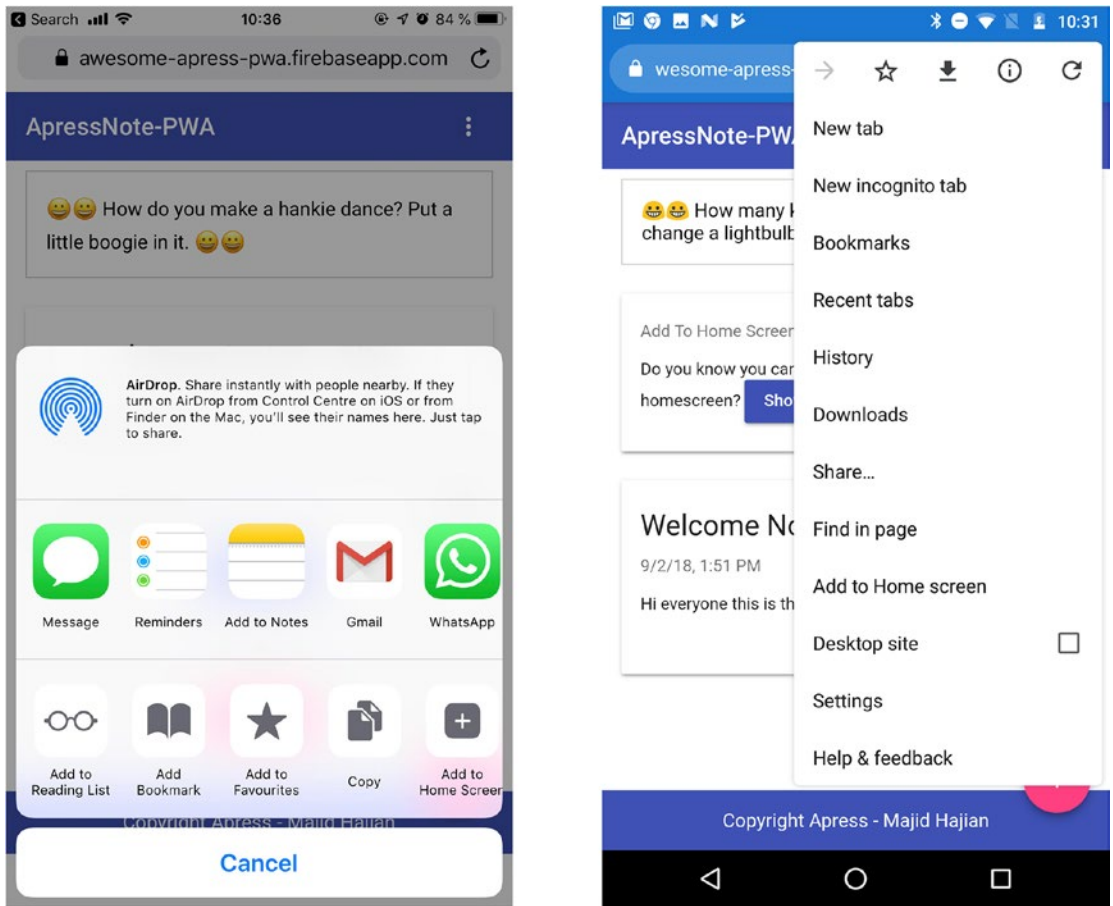 Search 10:36 84 %
awesome-apress-pwa.firebaseapp.com
ApressNote-PWA
😀😀 How do you make a hankie dance? Put a
little boogie in it. 😀😀
AirDrop. Share instantly with people nearby. If they
turn on AirDrop from Control Centre on iOS or from
Finder on the Mac, you'll see their names here. Just tap
to share.
Message Reminders Add to Notes Gmail WhatsApp
Add to Add Add to Copy Add to
Reading List Bookmark Favourites Home Screen
Copyright Apress - Majid Hajian
Cancel
10:31
wesome-apress-
ApressNote-PWA
😀😀 How many
change a lightbulb
Add To Home Screen
Do you know you can
homescreen? Sho
Welcome No
9/2/18, 1:51 PM
Hi everyone this is th
New tab
New incognito tab
Bookmarks
Recent tabs
History
Downloads
Share…
Find in page
Add to Home screen
Desktop site
Settings
Help & feedback
Copyright Apress - Majid Hajian